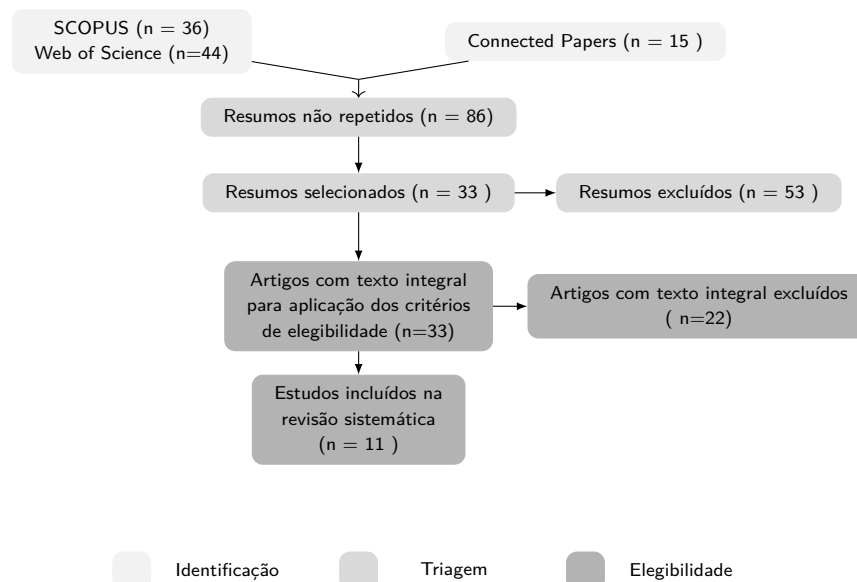 SCOPUS (n = 36)
Web of Science (n=44)
Connected Papers (n = 15 )
Resumos não repetidos (n = 86)
Resumos selecionados (n = 33 )
Resumos excluídos (n = 53 )
Artigos com texto integral
para aplicação dos critérios
de elegibilidade (n=33)
Artigos com texto integral excluídos
( n=22)
Estudos incluídos na
revisão sistemática
(n = 11 )
Identificação
Triagem
Elegibilidade